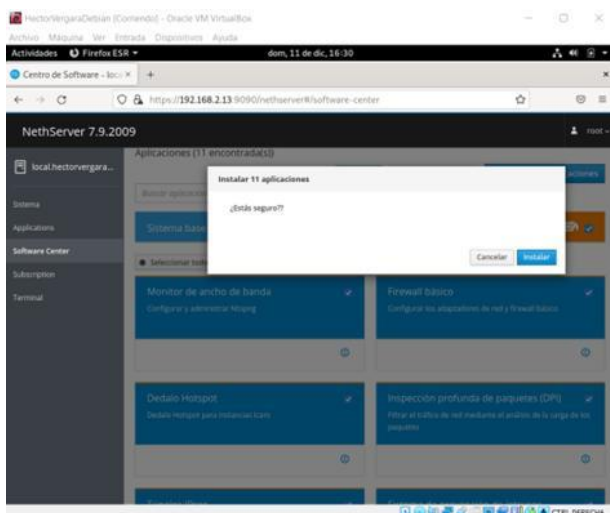 HectorVergaraDebian [Corriendo] - Oracle VM VirtualBox
Archivo Máquina Ver Entrada Dispositivos Ayuda
Actividades Firefox ESR dom, 11 de dic, 16:30
Centro de Software - loca
https://192.168.2.13:9090/nethserver#/software-center
NethServer 7.9.2009 root
local.hectorvergara...
Aplicaciones (11 encontrada(s))
Instalar 11 aplicaciones
¿Estás seguro??
Cancelar Instalar
Sistema
Applications
Software Center
Subscription
Terminal
Buscar
Sistema base
Seleccionar
Monitor de ancho de banda
Configurar y administrar Ntopng
Firewall básico
Configurar los adaptadores de red y firewall básico
Dedalo Hotspot
Dedalo Hotspot para instancias Icaro
Inspección profunda de paquetes (DPI)
Filtrar el tráfico de red mediante el análisis de la carga de los
paquetes
CTRL DERECHA